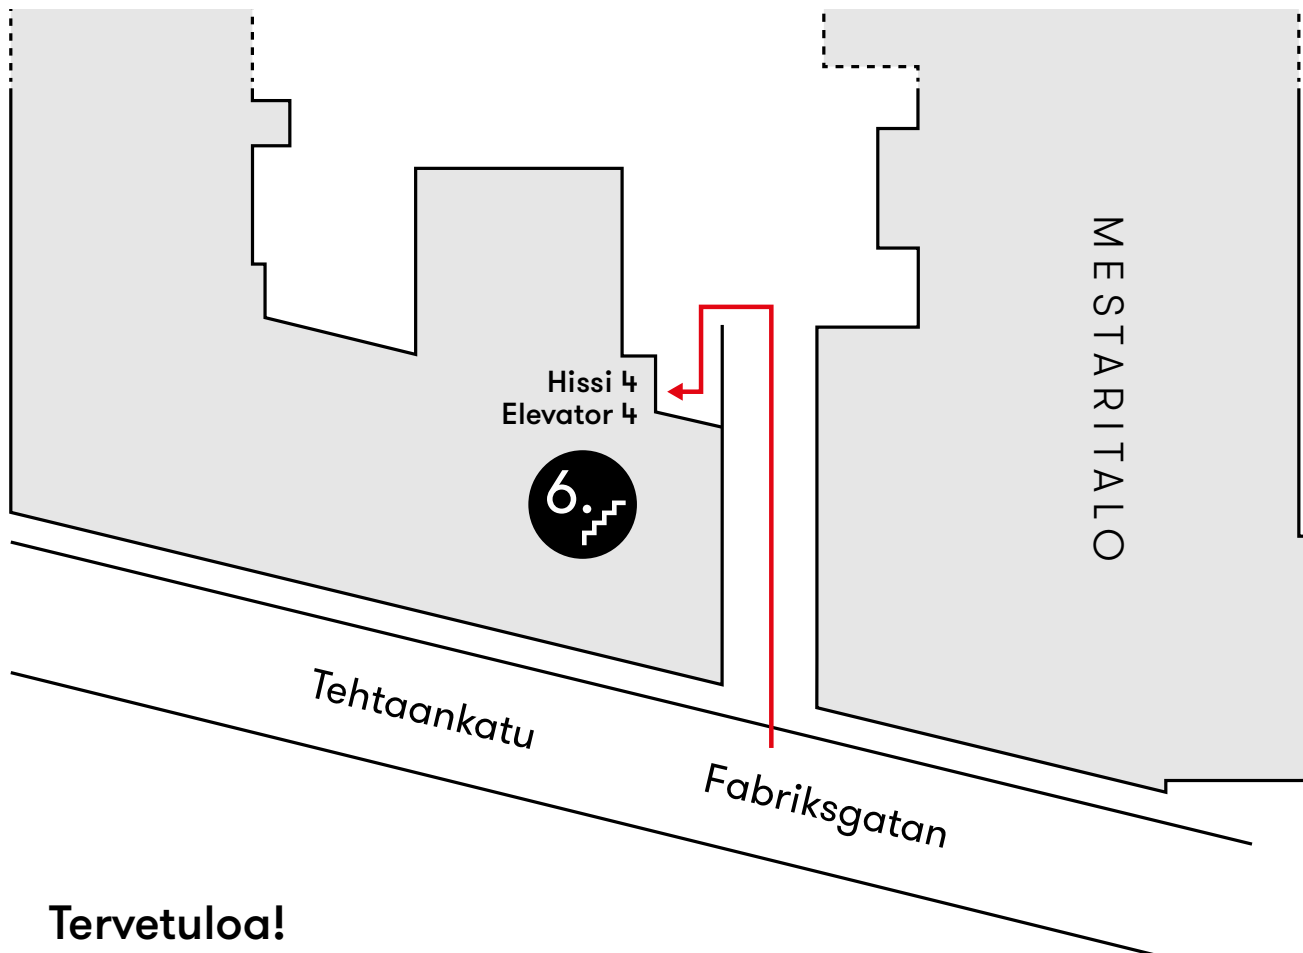 MESTARITALO
Hissi 4
Elevator 4
6.
Tehtaankatu
Fabriksgatan
Tervetuloa!